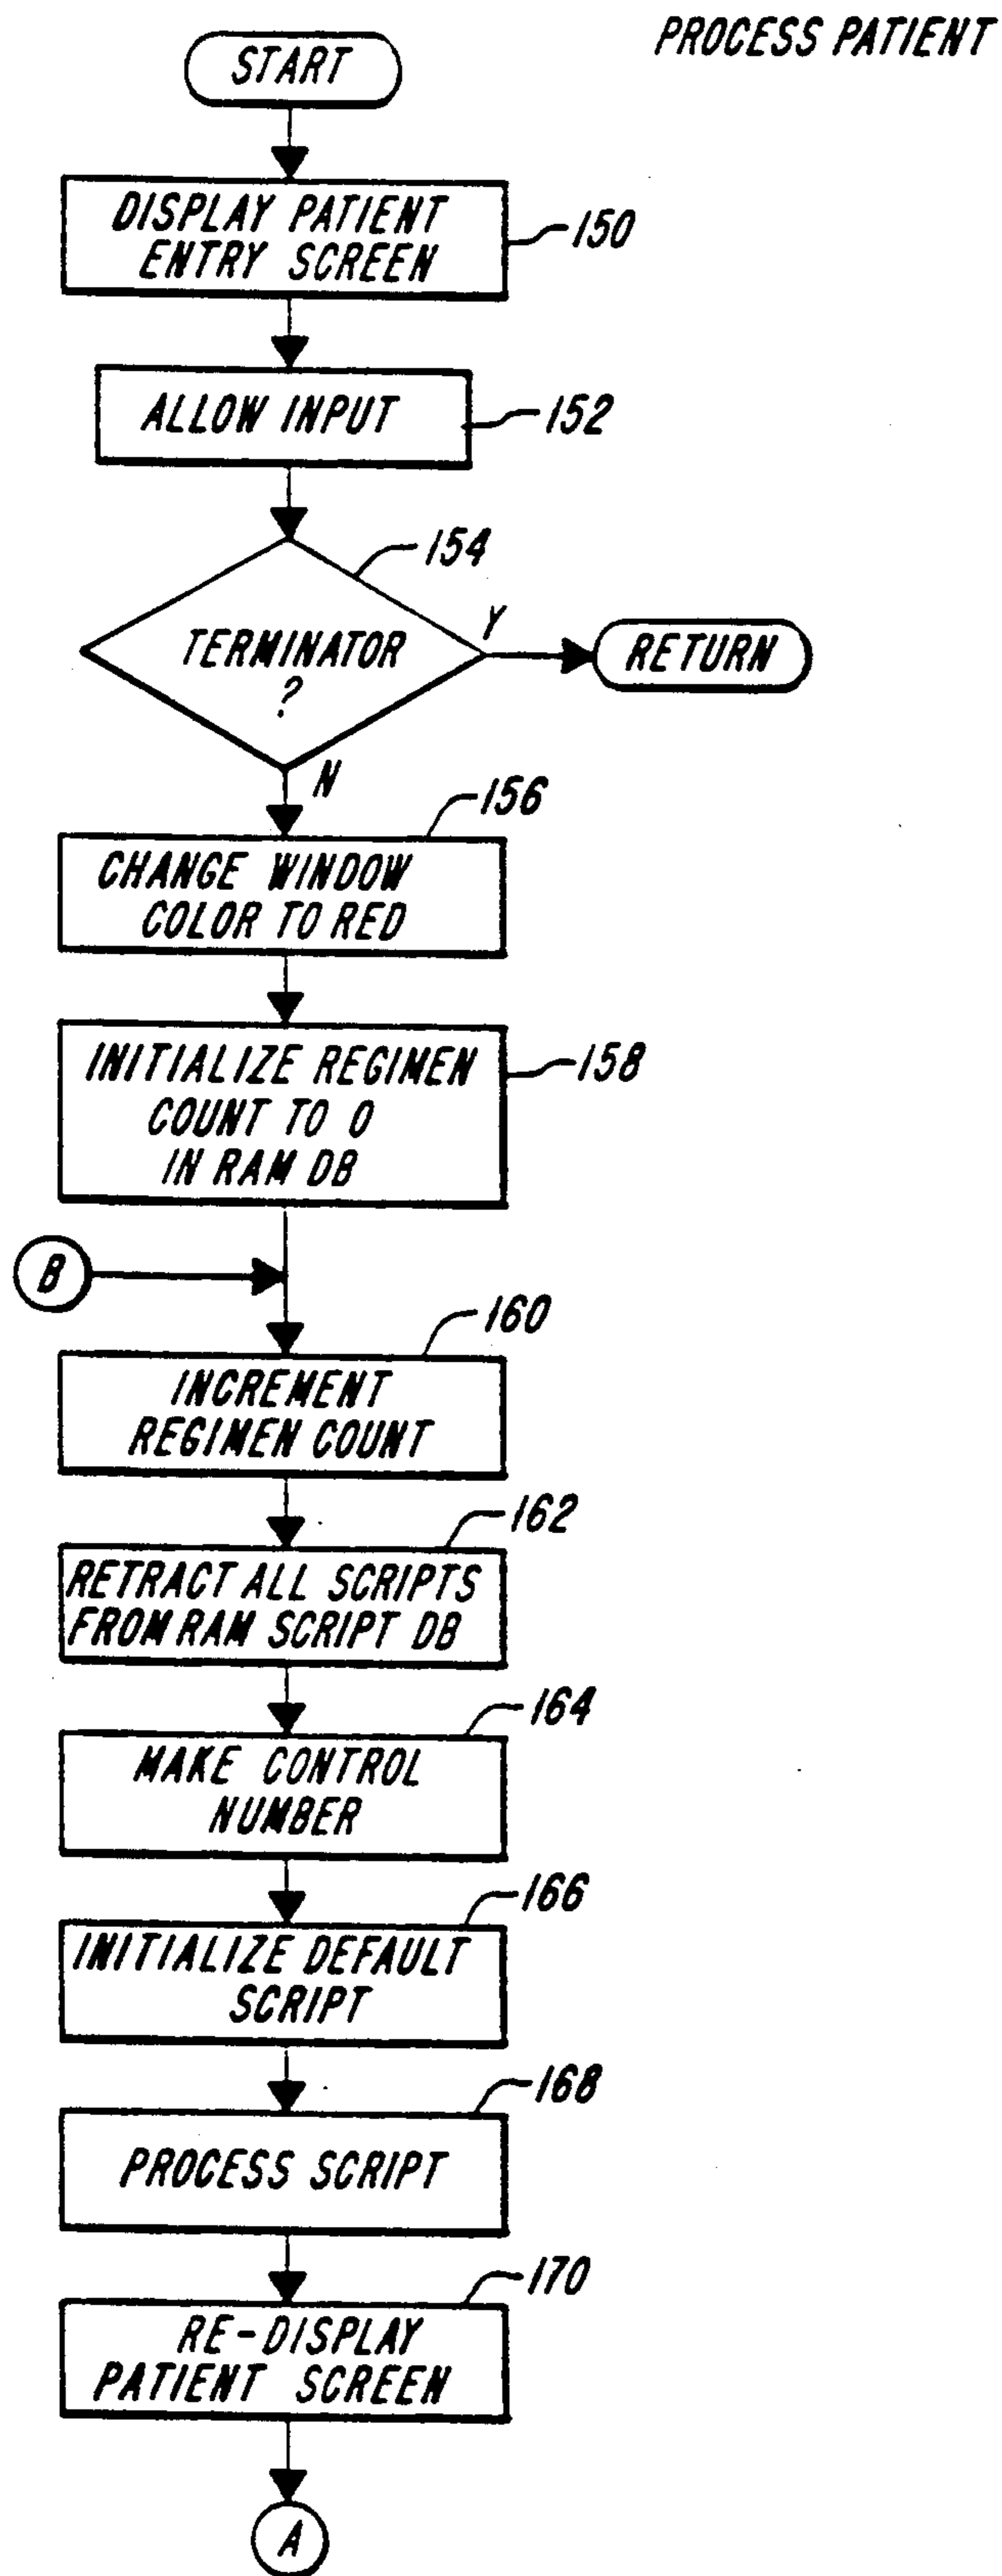 PROCESS PATIENT
START
DISPLAY PATIENT
ENTRY SCREEN
150
ALLOW INPUT
152
154
TERMINATOR
?
Y
RETURN
N
156
CHANGE WINDOW
COLOR TO RED
INITIALIZE REGIMEN
COUNT TO 0
IN RAM DB
158
B
160
INCREMENT
REGIMEN COUNT
162
RETRACT ALL SCRIPTS
FROM RAM SCRIPT DB
164
MAKE CONTROL
NUMBER
166
INITIALIZE DEFAULT
SCRIPT
168
PROCESS SCRIPT
170
RE-DISPLAY
PATIENT SCREEN
A